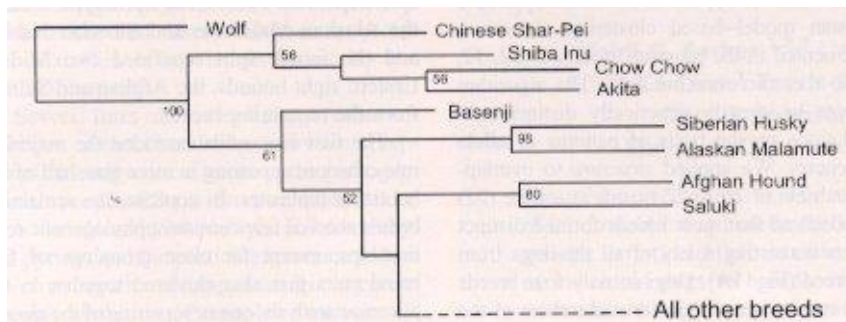 Wolf
Chinese Shar-Pei
58
Shiba Inu
Chow Chow
56
Akita
100
Basenji
Siberian Husky
98
Alaskan Malamute
61
Afghan Hound
52
80
Saluki
All other breeds